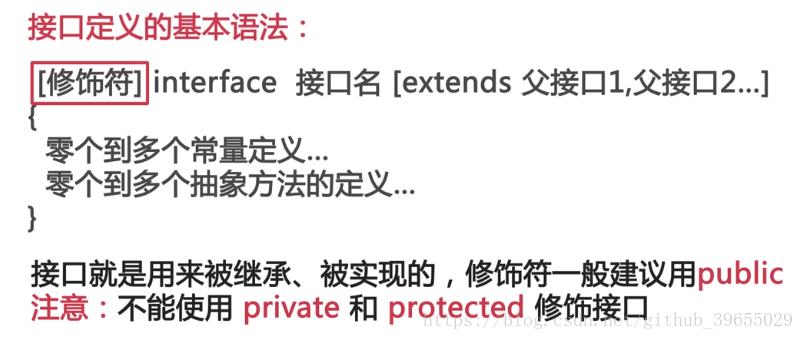 接口定义的基本语法：
[修饰符] interface 接口名 [extends 父接口1,父接口2...]
{
零个到多个常量定义...
零个到多个抽象方法的定义...
}
接口就是用来被继承、被实现的，修饰符一般建议用public
注意：不能使用 private 和 protected 修饰接口
https://blog.csdn.net/github_39655029